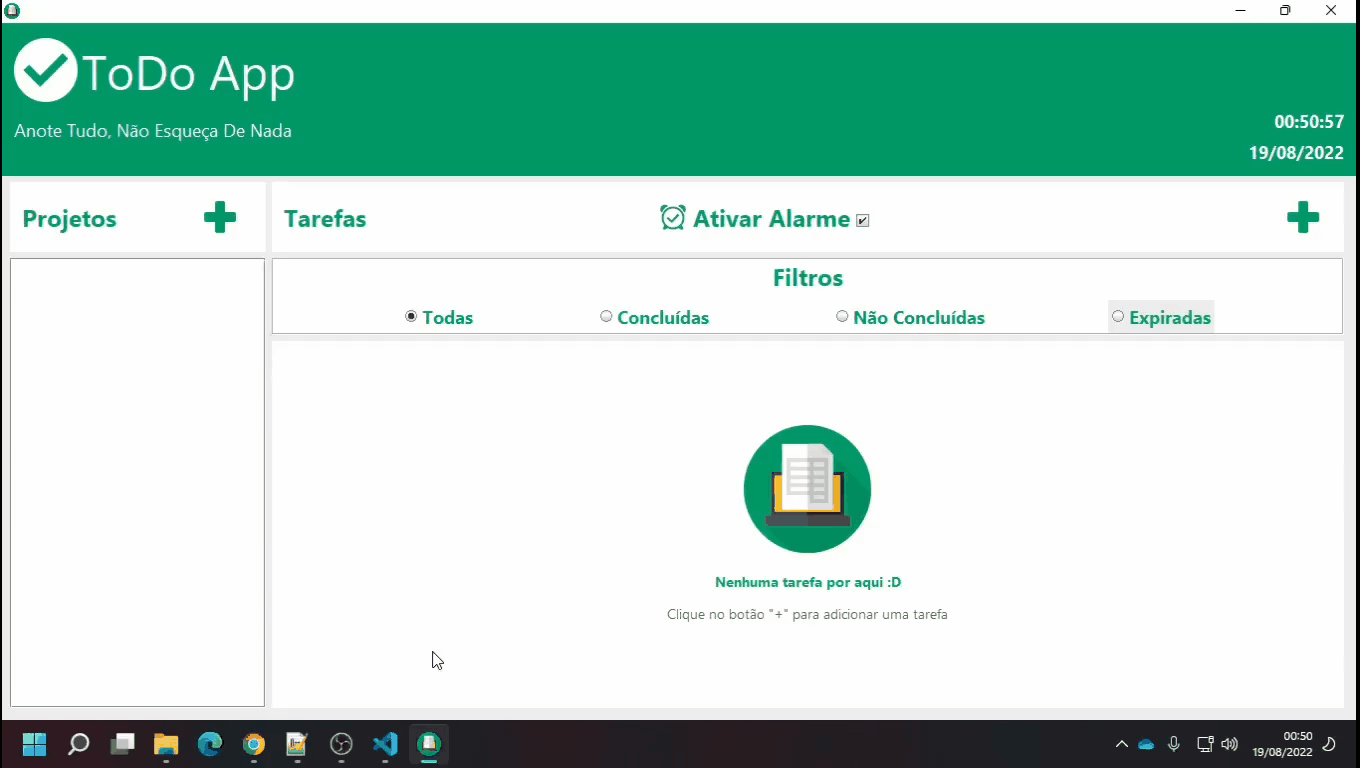 ToDo App
Anote Tudo, Não Esqueça De Nada
00:50:57
19/08/2022
Projetos
Tarefas
Ativar Alarme
Filtros
Todas
Concluídas
Não Concluídas
Expiradas
Nenhuma tarefa por aqui :D
Clique no botão "+" para adicionar uma tarefa
00:50
19/08/2022